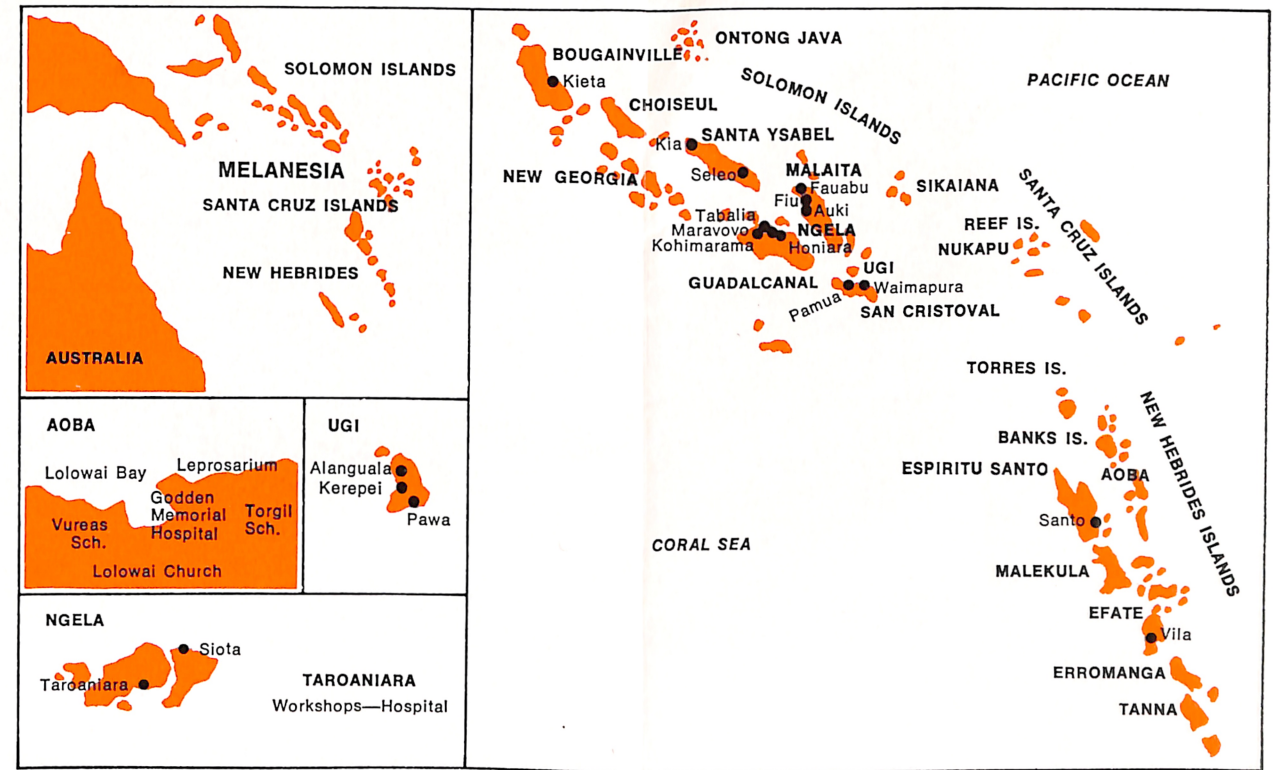 SOLOMON ISLANDS
MELANESIA
SANTA CRUZ ISLANDS
NEW HEBRIDES
AUSTRALIA
AOBA
Lolowai Bay
Leprosarium
Godden
Memorial
Hospital
Vureas
Sch.
Torgil
Sch.
Lolowai Church
UGI
Alanguala
Kerepei
Pawa
NGELA
Siota
Taroaniara
TAROANIARA
Workshops—Hospital
ONTONG JAVA
BOUGAINVILLE
Kieta
SOLOMON ISLANDS
PACIFIC OCEAN
CHOISEUL
SANTA YSABEL
Kia
Seleo
NEW GEORGIA
MALAITA
Fauabu
Fiu
Auki
SIKAIANA
SANTA CRUZ ISLANDS
Tabalia
Maravovo
Kohimarama
NGELA
Honiara
REEF IS.
NUKAPU
UGI
GUADALCANAL
Waimapura
Pamua
SAN CRISTOVAL
TORRES IS.
NEW HEBRIDES ISLANDS
BANKS IS.
ESPIRITU SANTO
AOBA
Santo
CORAL SEA
MALEKULA
EFATE
Vila
ERROMANGA
TANNA